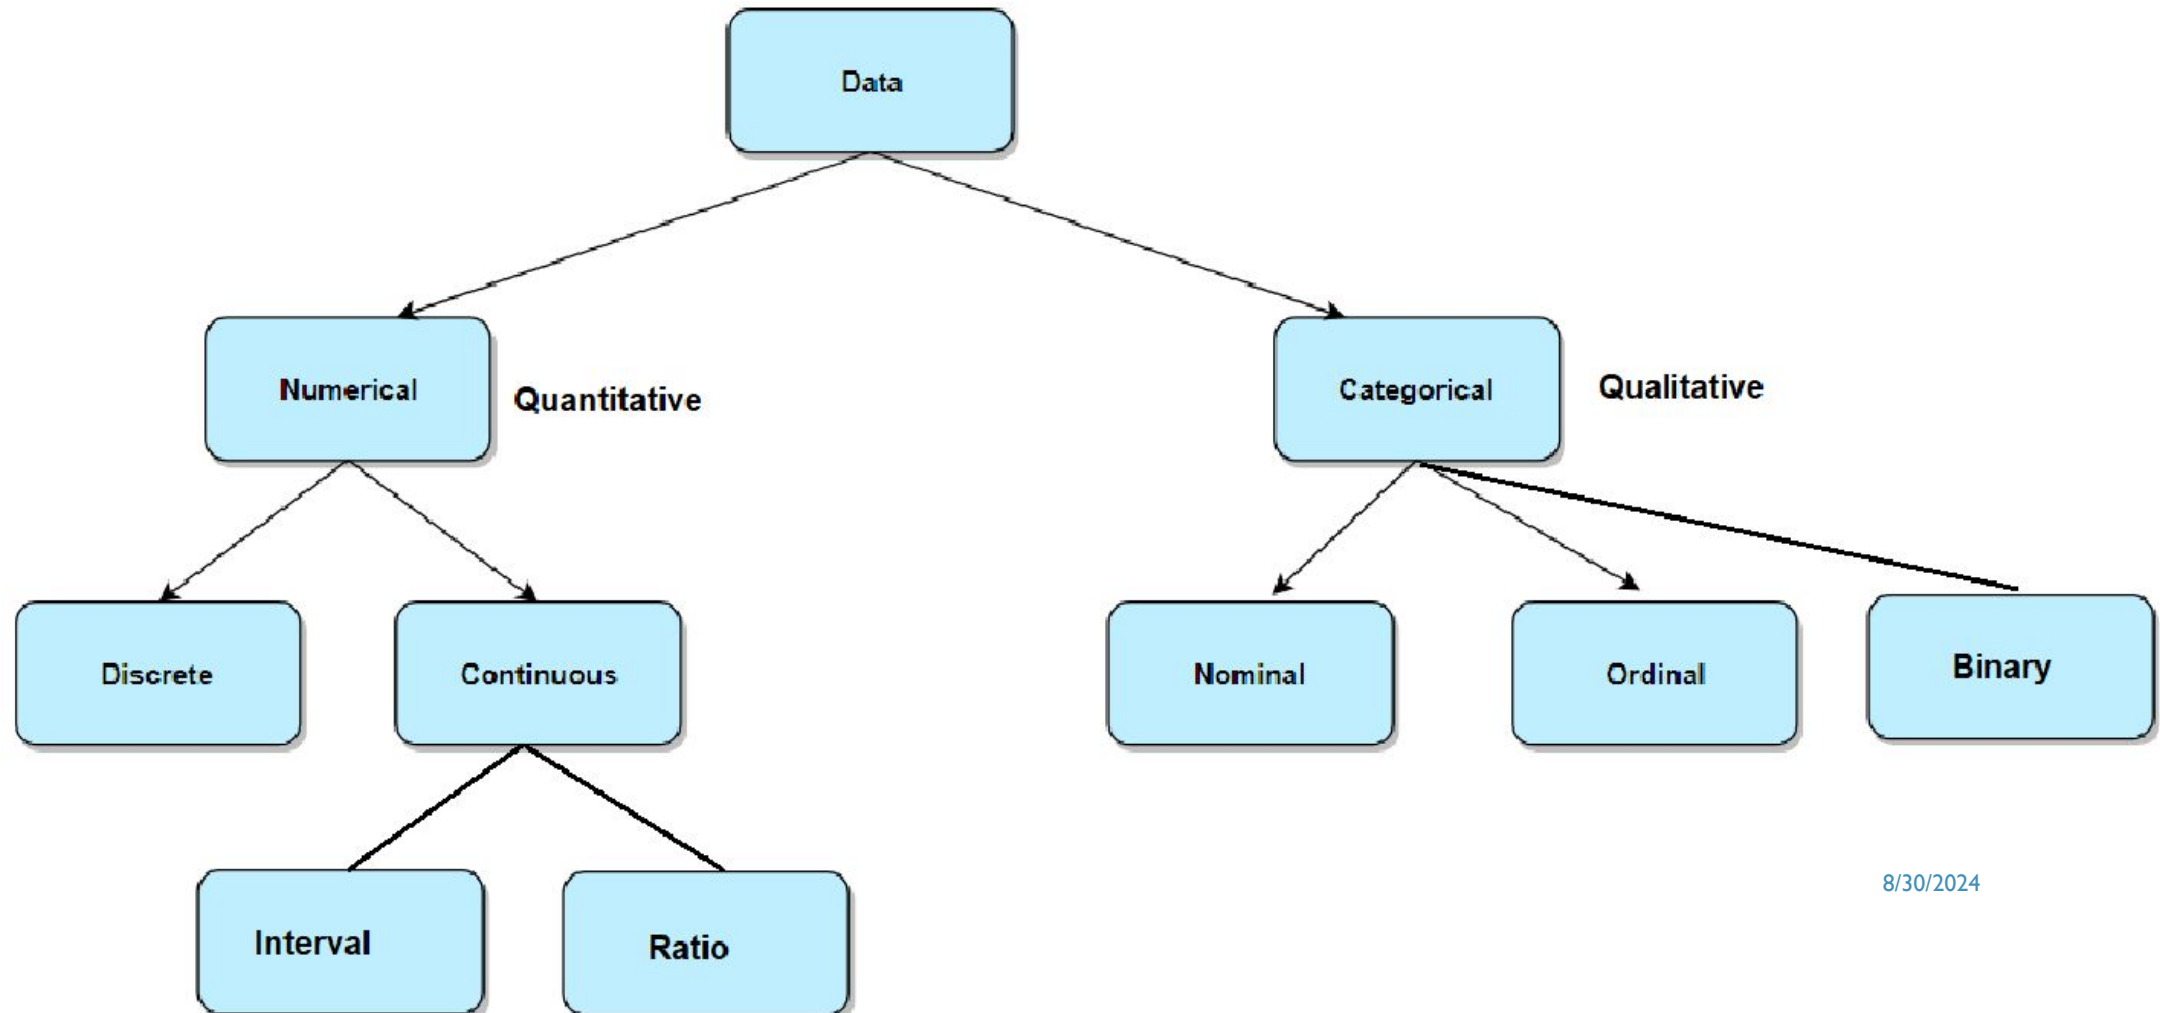 Data
Numerical
Quantitative
Categorical
Qualitative
Discrete
Continuous
Nominal
Ordinal
Binary
Interval
Ratio
8/30/2024